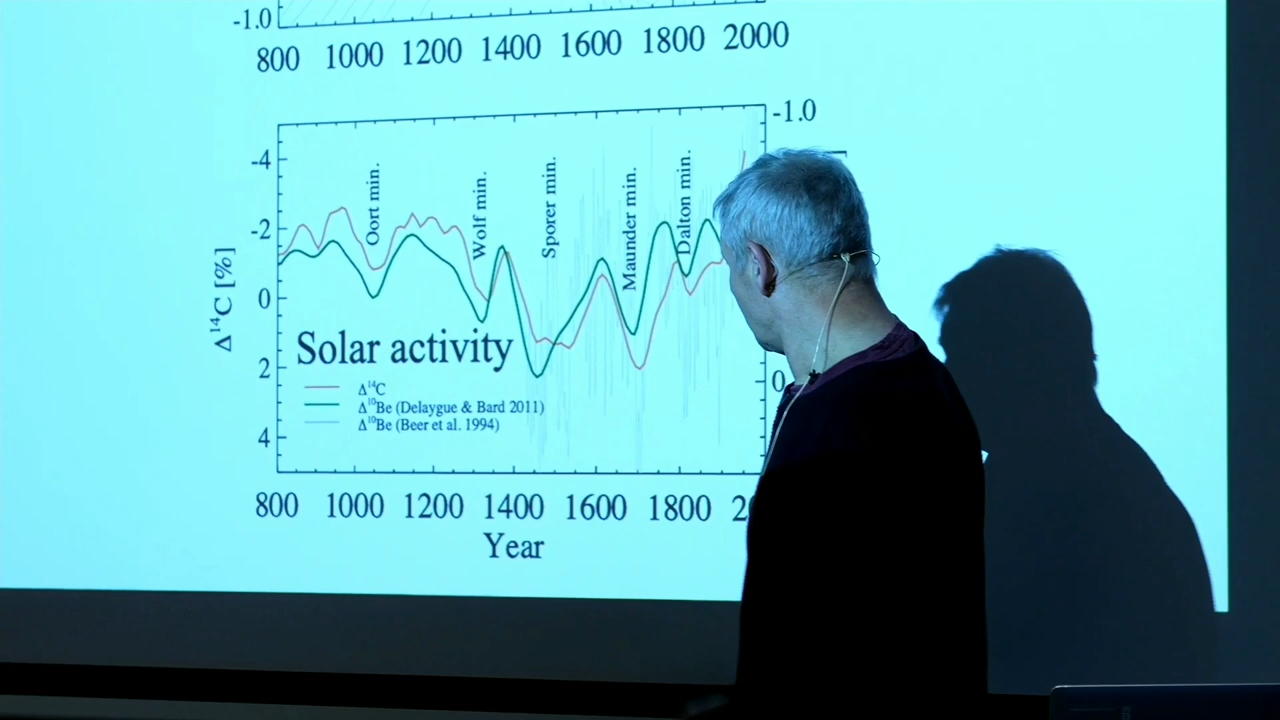 -1.0
800 1000 1200 1400 1600 1800 2000
-1.0
-4
-2
0
2
4
Δ¹⁴C [%]
Oort min.
Wolf min.
Sporer min.
Maunder min.
Dalton min.
Solar activity
Δ¹⁴C
Δ¹⁰Be (Delaygue & Bard 2011)
Δ¹⁰Be (Beer et al. 1994)
0
800 1000 1200 1400 1600 1800
Year